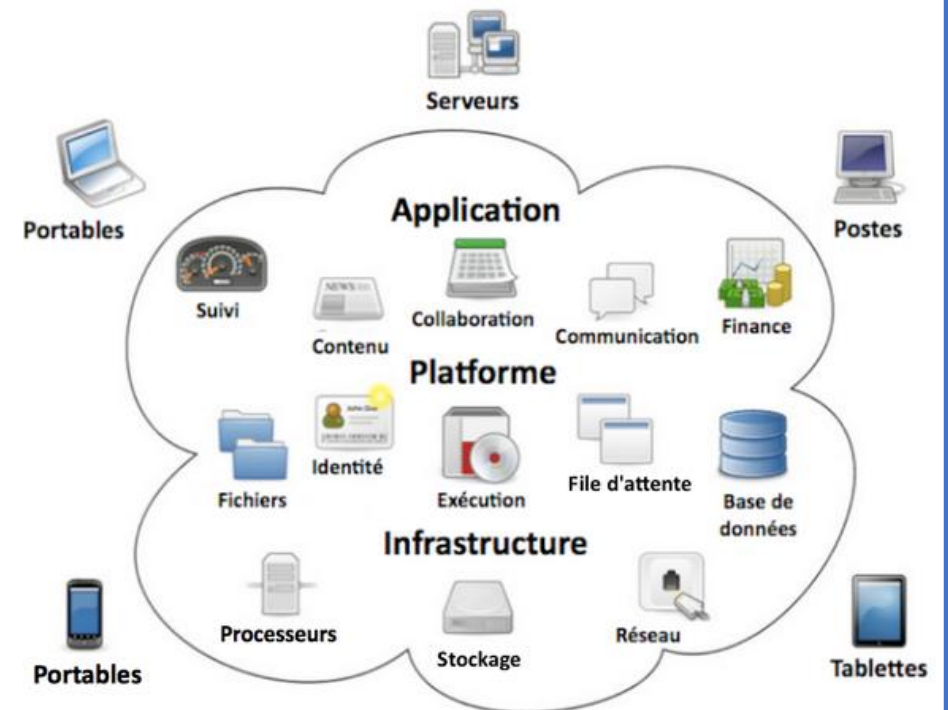 Serveurs
Portables
Postes
Application
Suivi
NEWS
Contenu
Collaboration
Communication
Finance
Platforme
Fichiers
Identité
Exécution
File d'attente
Base de
données
Infrastructure
Processeurs
Stockage
Réseau
Portables
Tablettes